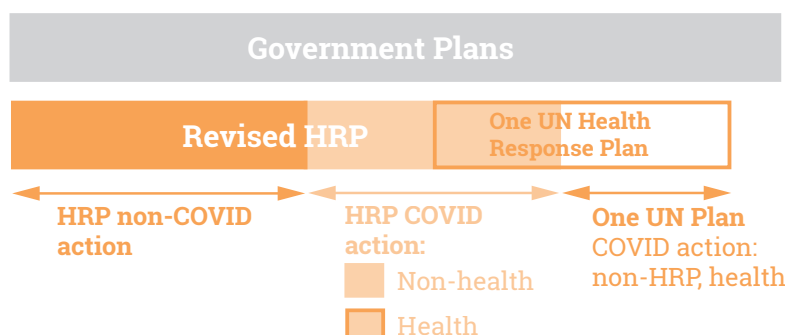 Government Plans
Revised HRP
One UN Health
Response Plan
HRP non-COVID
action
HRP COVID
action:
Non-health
Health
One UN Plan
COVID action:
non-HRP, health